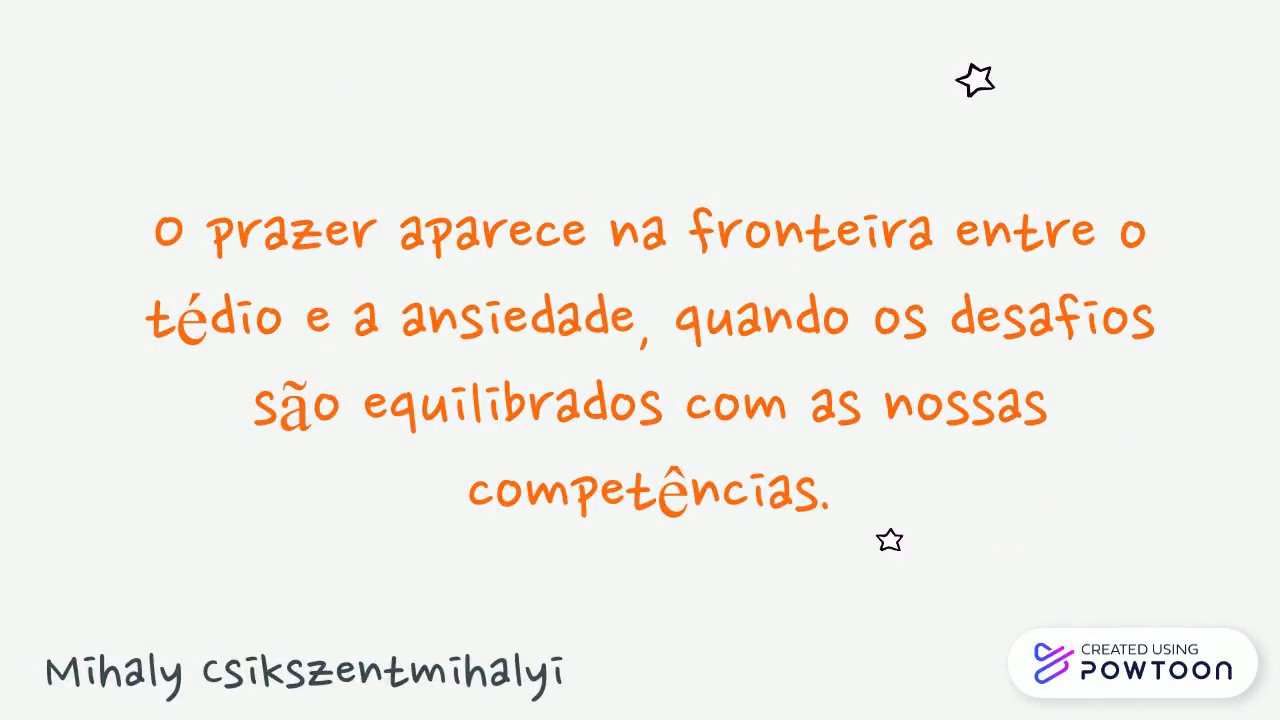 O prazer aparece na fronteira entre o
tédio e a ansiedade, quando os desafios
são equilibrados com as nossas
competências.
Mihaly Csikszentmihalyi
CREATED USING
POWTOON